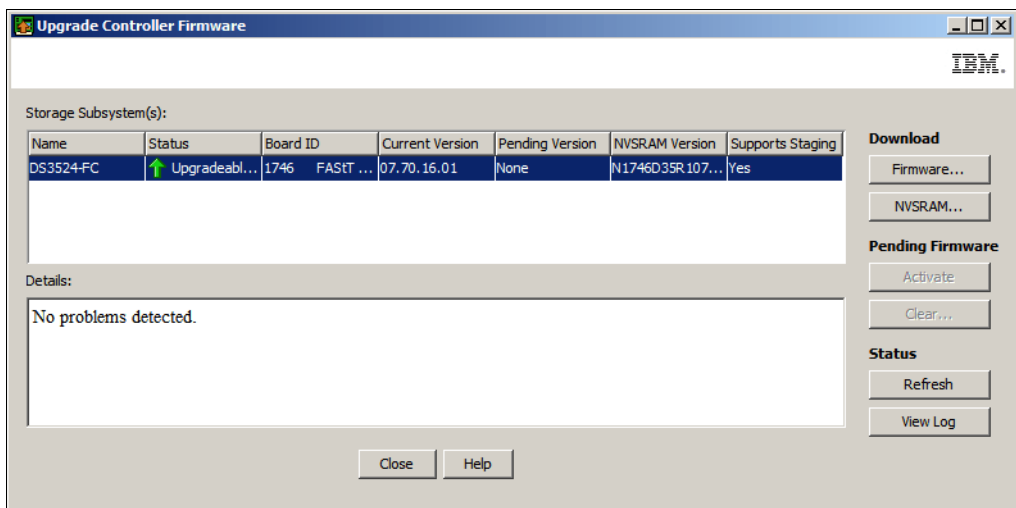 Upgrade Controller Firmware
IBM.
Storage Subsystem(s):
Name Status Board ID Current Version Pending Version NVSRAM Version Supports Staging
DS3524-FC Upgradeabl... 1746 FAStT ... 07.70.16.01 None N1746D35R107... Yes
Download
Firmware...
NVSRAM...
Pending Firmware
Activate
Clear...
Details:
No problems detected.
Status
Refresh
View Log
Close Help